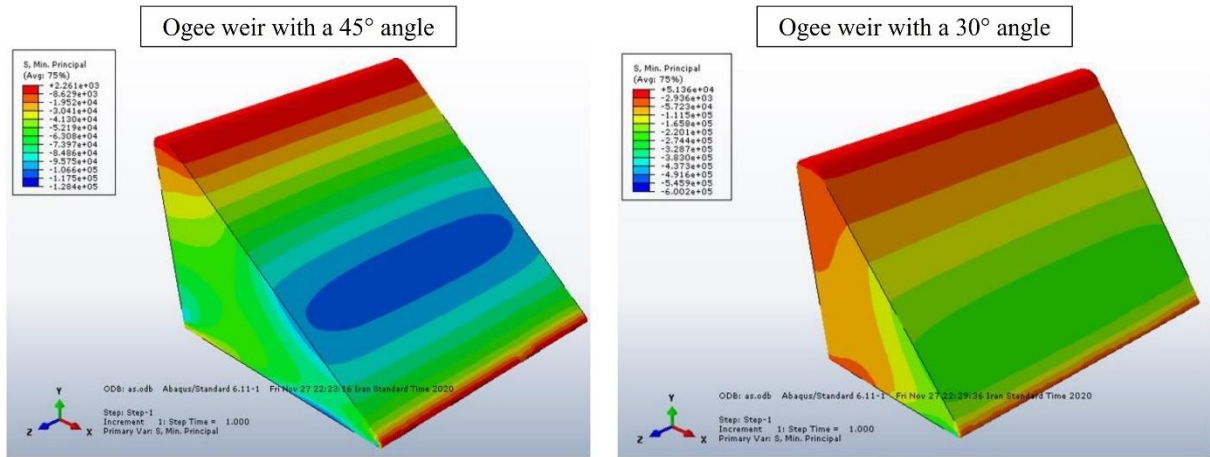 Ogee weir with a 45° angle
S, Min. Principal
(Avg: 75%)
+2.261e+03
-8.629e+03
-1.952e+04
-3.041e+04
-4.130e+04
-5.219e+04
-6.308e+04
-7.397e+04
-8.486e+04
-9.575e+04
-1.066e+05
-1.175e+05
-1.284e+05
ODB: as.odb Abaqus/Standard 6.11-1 Fri Nov 27 22:23:16 Iran Standard Time 2020
Step: Step-1
Increment 1: Step Time = 1.000
Primary Var: S, Min. Principal
Y
Z
X
Ogee weir with a 30° angle
S, Min. Principal
(Avg: 75%)
+5.136e+04
-2.936e+03
-5.723e+04
-1.115e+05
-1.658e+05
-2.201e+05
-2.744e+05
-3.287e+05
-3.830e+05
-4.373e+05
-4.916e+05
-5.459e+05
-6.002e+05
ODB: as.odb Abaqus/Standard 6.11-1 Fri Nov 27 22:29:36 Iran Standard Time 2020
Step: Step-1
Increment 1: Step Time = 1.000
Primary Var: S, Min. Principal
Y
Z
X